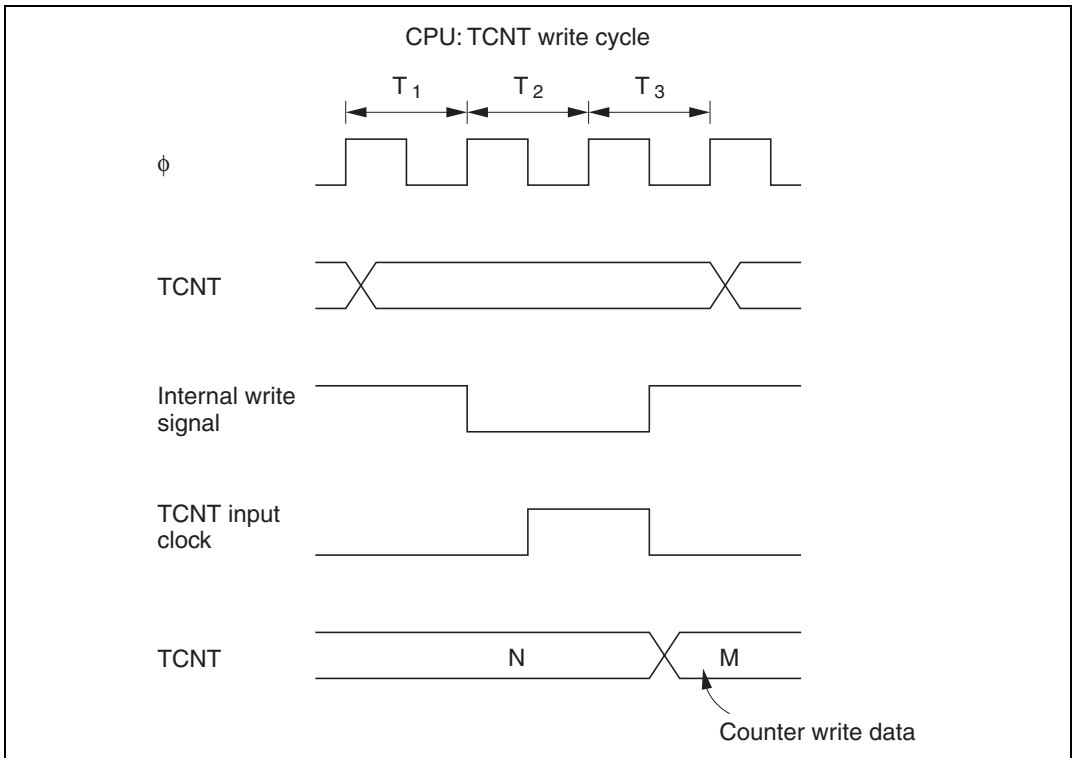 CPU: TCNT write cycle
T1 T2 T3
ϕ
TCNT
Internal write
signal
TCNT input
clock
TCNT
N M
Counter write data